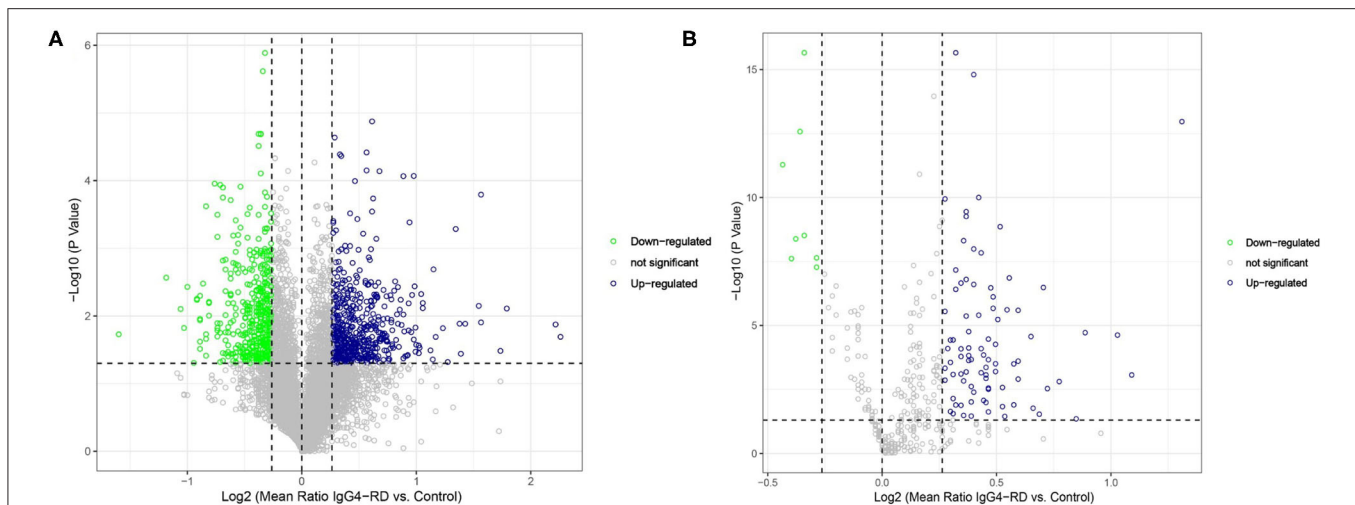 A
6
4
2
0
−Log10 (P Value)
−1
0
1
2
Log2 (Mean Ratio IgG4−RD vs. Control)
Down−regulated
not significant
Up−regulated
B
15
10
5
0
−Log10 (P Value)
−0.5
0.0
0.5
1.0
Log2 (Mean Ratio IgG4−RD vs. Control)
Down−regulated
not significant
Up−regulated